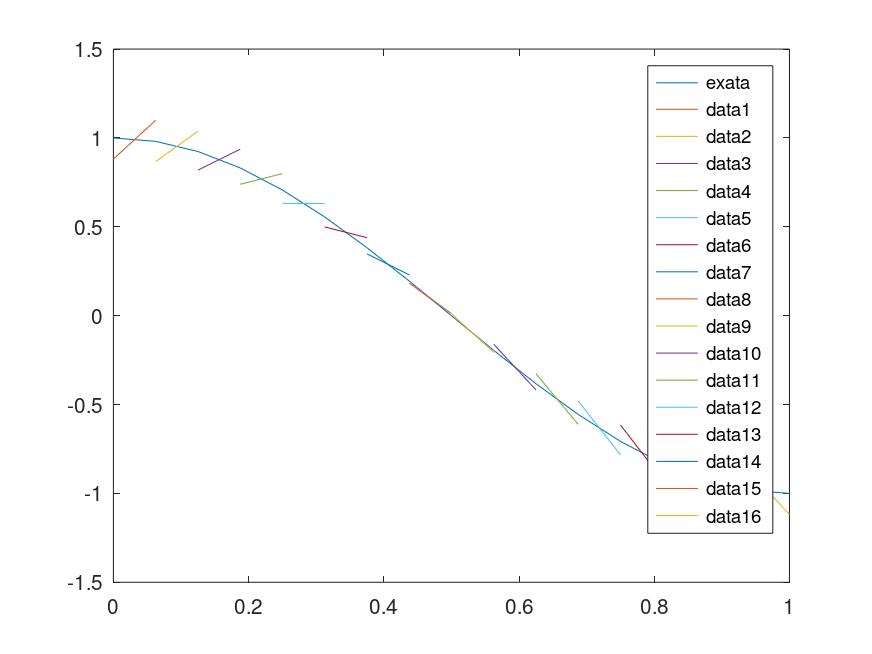 1.5
1
0.5
0
-0.5
-1
-1.5
0
0.2
0.4
0.6
0.8
1
exata
data1
data2
data3
data4
data5
data6
data7
data8
data9
data10
data11
data12
data13
data14
data15
data16